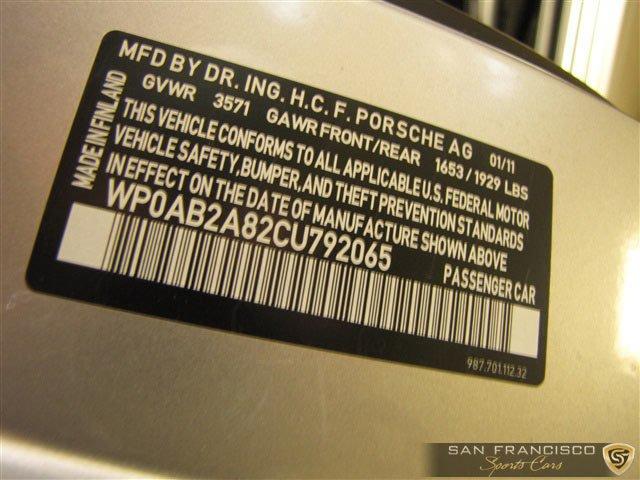 MFD BY DR. ING. H.C. F. PORSCHE AG 01/11
GVWR 3571 GAWR FRONT/REAR 1653/1929 LBS
THIS VEHICLE CONFORMS TO ALL APPLICABLE U.S. FEDERAL MOTOR
VEHICLE SAFETY, BUMPER, AND THEFT PREVENTION STANDARDS
IN EFFECT ON THE DATE OF MANUFACTURE SHOWN ABOVE
WP0AB2A82CU792065 PASSENGER CAR
MADE IN FINLAND
987.701.112.32
SAN FRANCISCO
Sports Cars